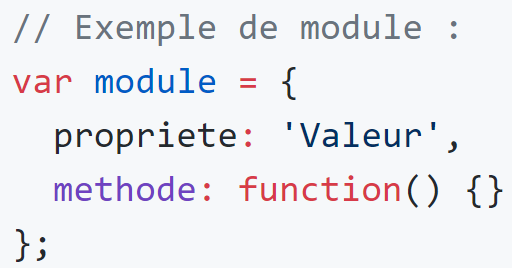 // Exemple de module :
var module = {
  propriete: 'Valeur',
  methode: function() {}
};